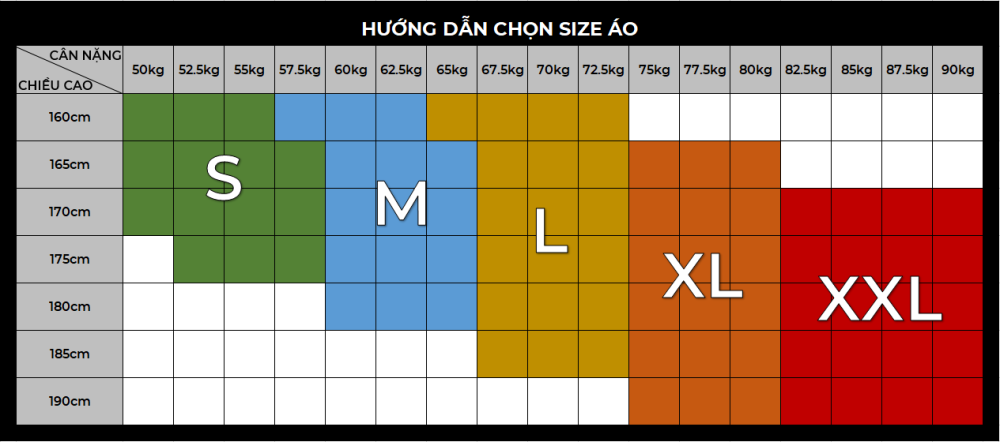 HƯỚNG DẪN CHỌN SIZE ÁO
CÂN NẶNG
CHIỀU CAO
50kg 52.5kg 55kg 57.5kg 60kg 62.5kg 65kg 67.5kg 70kg 72.5kg 75kg 77.5kg 80kg 82.5kg 85kg 87.5kg 90kg
160cm
165cm
S
170cm
M
L
175cm
XL
180cm
XXL
185cm
190cm